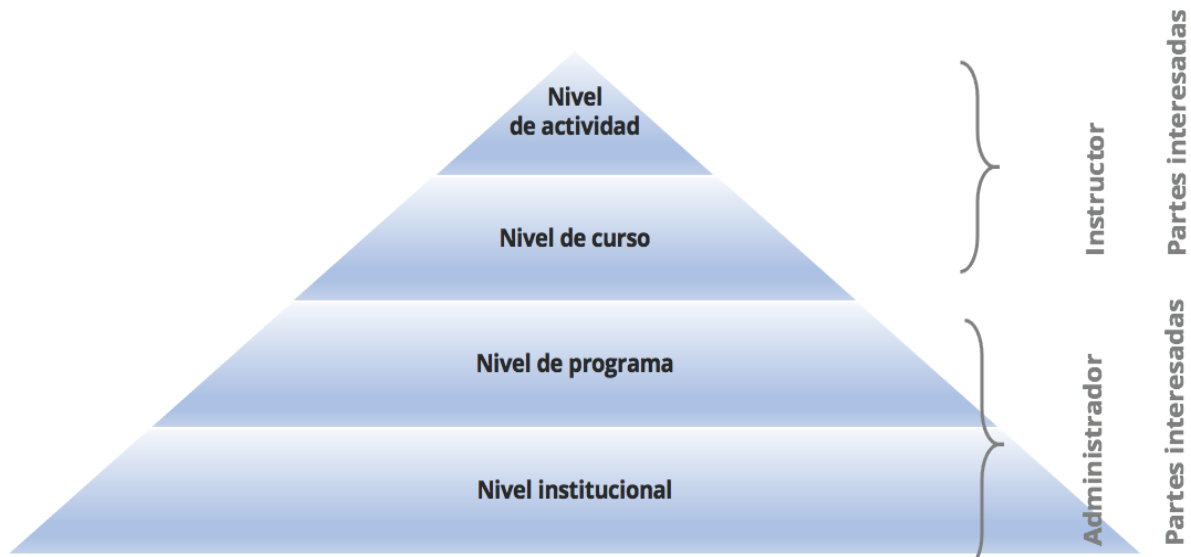 Nivel
de actividad
Nivel de curso
Nivel de programa
Nivel institucional
Instructor
Partes interesadas
Administrador
Partes interesadas